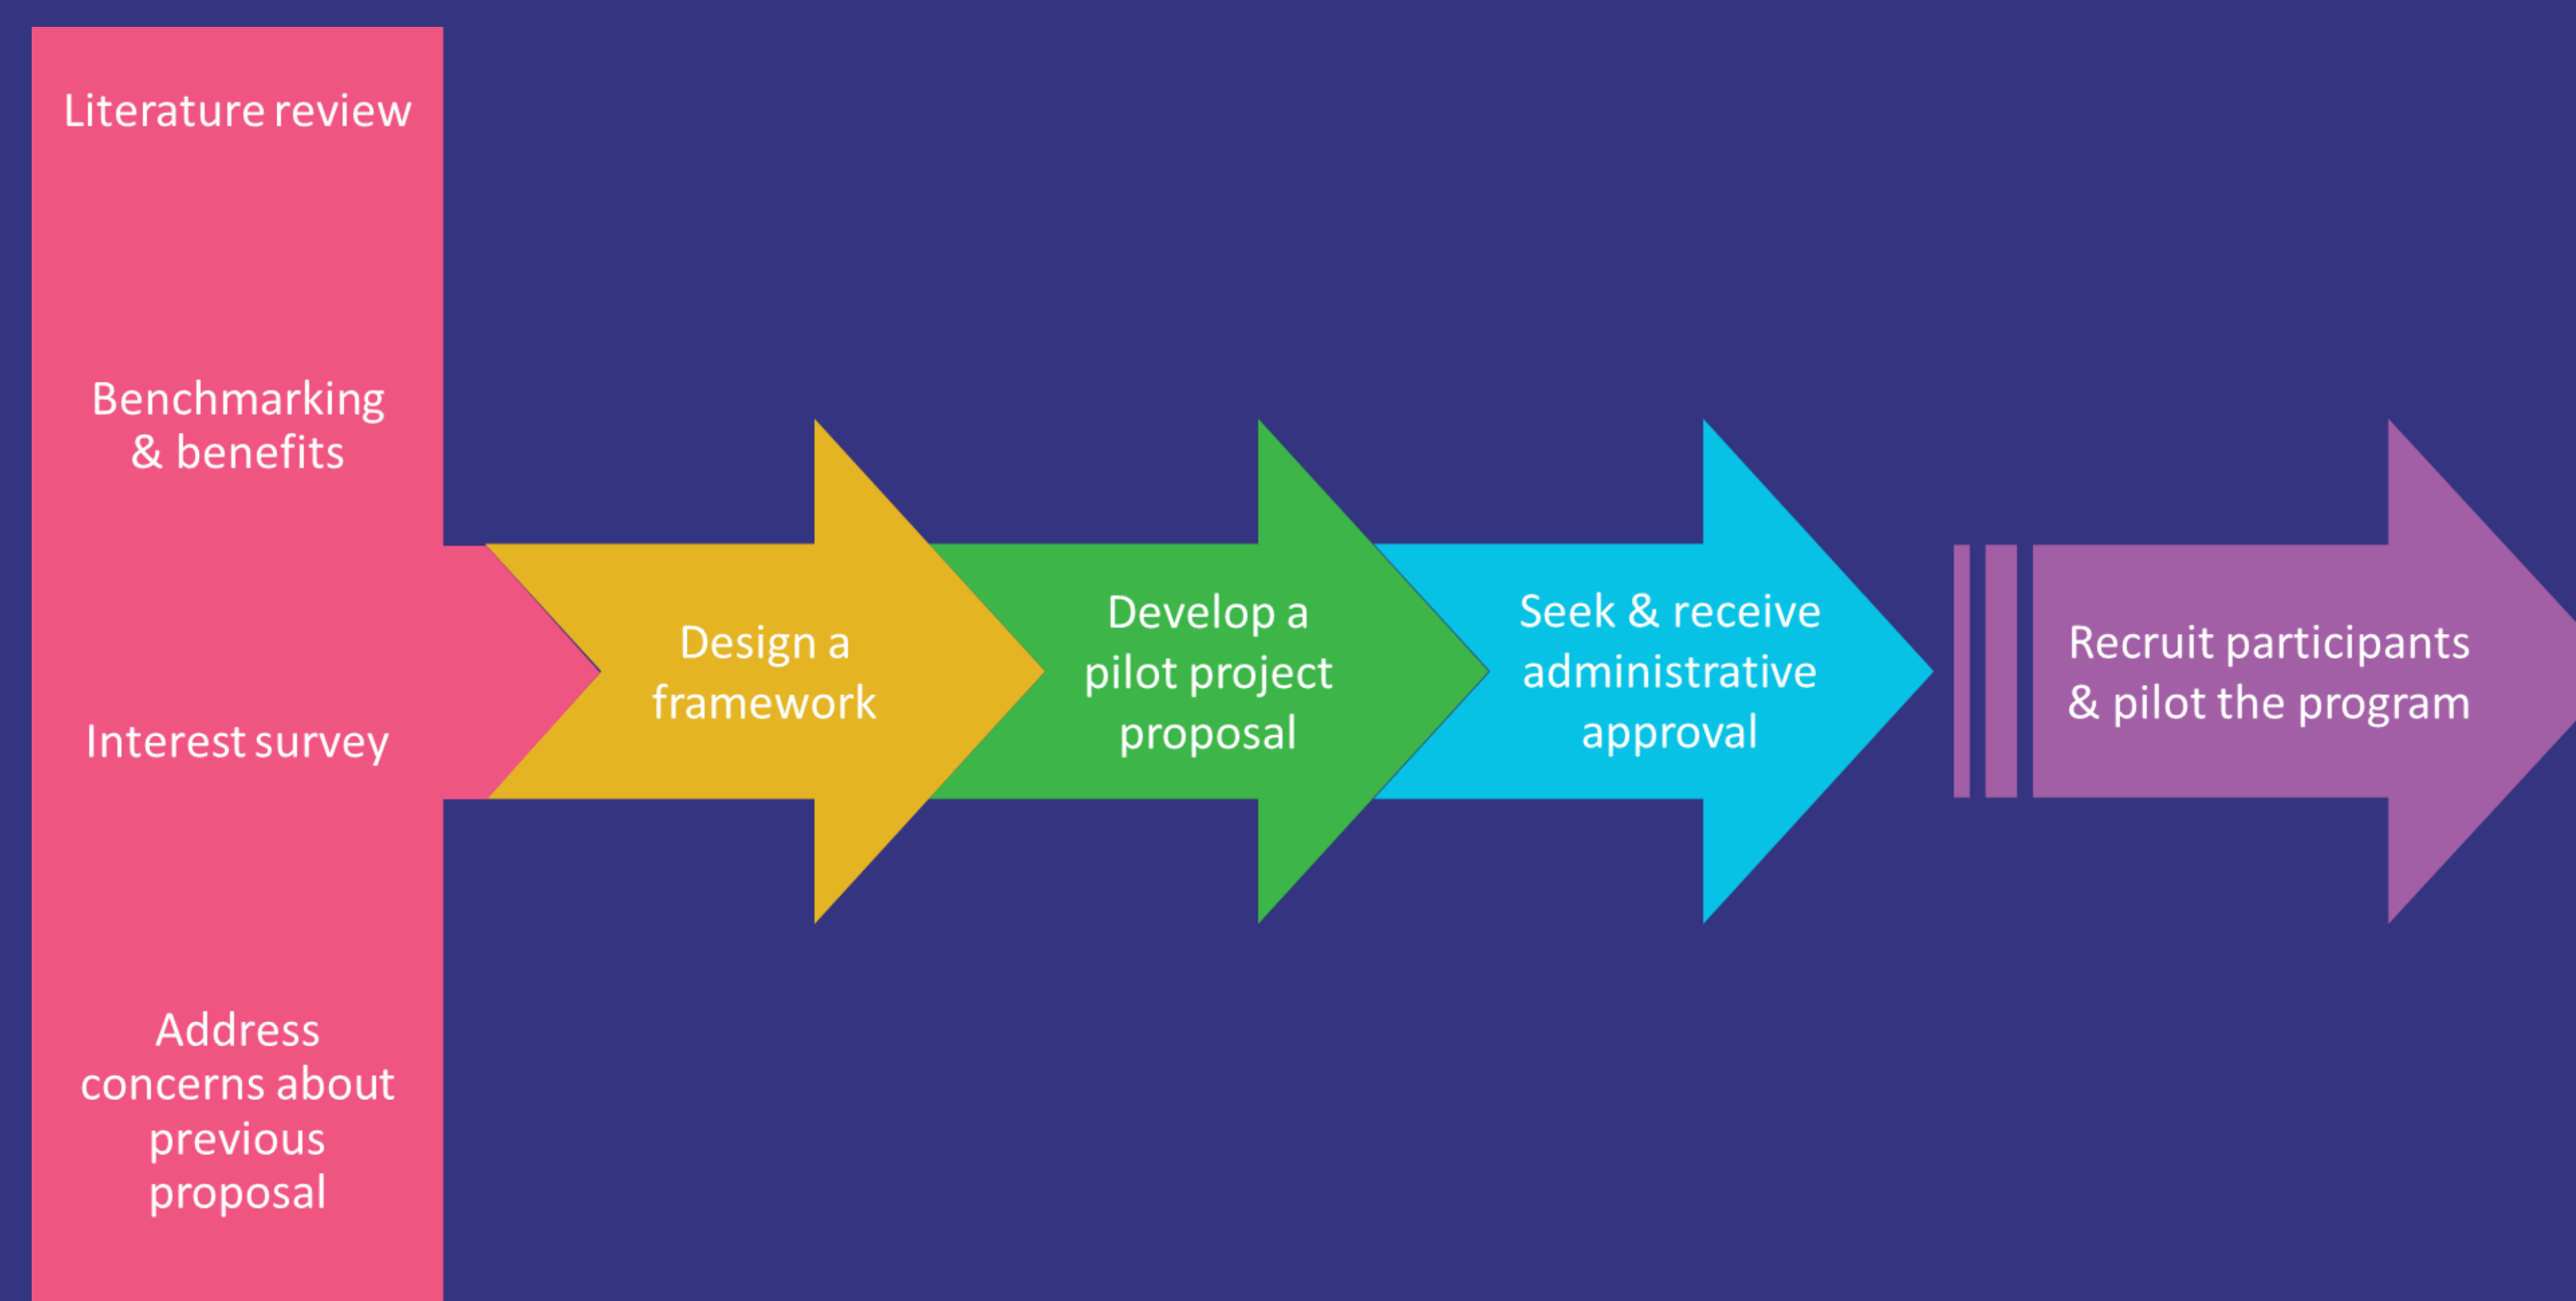 Literature review
Benchmarking
& benefits
Interest survey
Address
concerns about
previous
proposal
Design a
framework
Develop a
pilot project
proposal
Seek & receive
administrative
approval
Recruit participants
& pilot the program